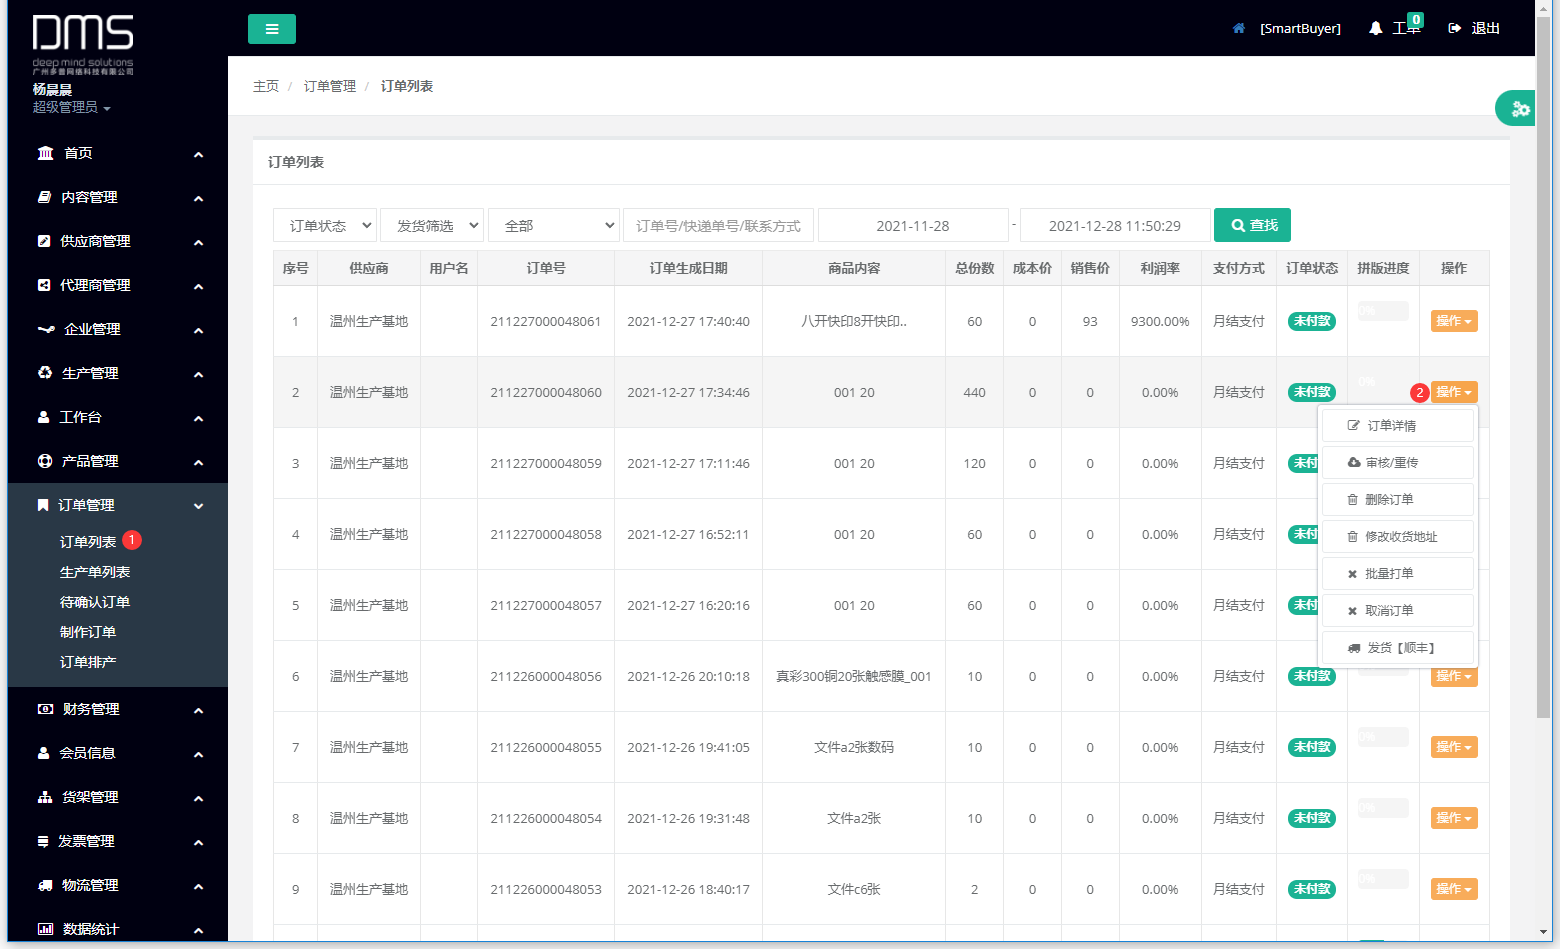 DMS
deep mind solutions
广州多普网络科技有限公司
杨晨晨
超级管理员
首页
内容管理
供应商管理
代理商管理
企业管理
生产管理
工作台
产品管理
订单管理
订单列表 1
生产单列表
待确认订单
制作订单
订单排产
财务管理
会员信息
货架管理
发票管理
物流管理
数据统计
[SmartBuyer] 工单 0 退出
主页 / 订单管理 / 订单列表
订单列表
订单状态 发货筛选 全部 订单号/快递单号/联系方式 2021-11-28 - 2021-12-28 11:50:29 查找
序号 供应商 用户名 订单号 订单生成日期 商品内容 总份数 成本价 销售价 利润率 支付方式 订单状态 拼版进度 操作
1 温州生产基地 211227000048061 2021-12-27 17:40:40 八开快印8开快印.. 60 0 93 9300.00% 月结支付 未付款 0% 操作
2 温州生产基地 211227000048060 2021-12-27 17:34:46 001 20 440 0 0 0.00% 月结支付 未付款 0% 2 操作
3 温州生产基地 211227000048059 2021-12-27 17:11:46 001 20 120 0 0 0.00% 月结支付 未付
4 温州生产基地 211227000048058 2021-12-27 16:52:11 001 20 60 0 0 0.00% 月结支付 未付
5 温州生产基地 211227000048057 2021-12-27 16:20:16 001 20 60 0 0 0.00% 月结支付 未付
6 温州生产基地 211226000048056 2021-12-26 20:10:18 真彩300铜20张触感膜_001 10 0 0 0.00% 月结支付 未付款 操作
7 温州生产基地 211226000048055 2021-12-26 19:41:05 文件a2张数码 10 0 0 0.00% 月结支付 未付款 0% 操作
8 温州生产基地 211226000048054 2021-12-26 19:31:48 文件a2张 10 0 0 0.00% 月结支付 未付款 0% 操作
9 温州生产基地 211226000048053 2021-12-26 18:40:17 文件c6张 2 0 0 0.00% 月结支付 未付款 0% 操作
订单详情
审核/重传
删除订单
修改收货地址
批量打单
取消订单
发货【顺丰】